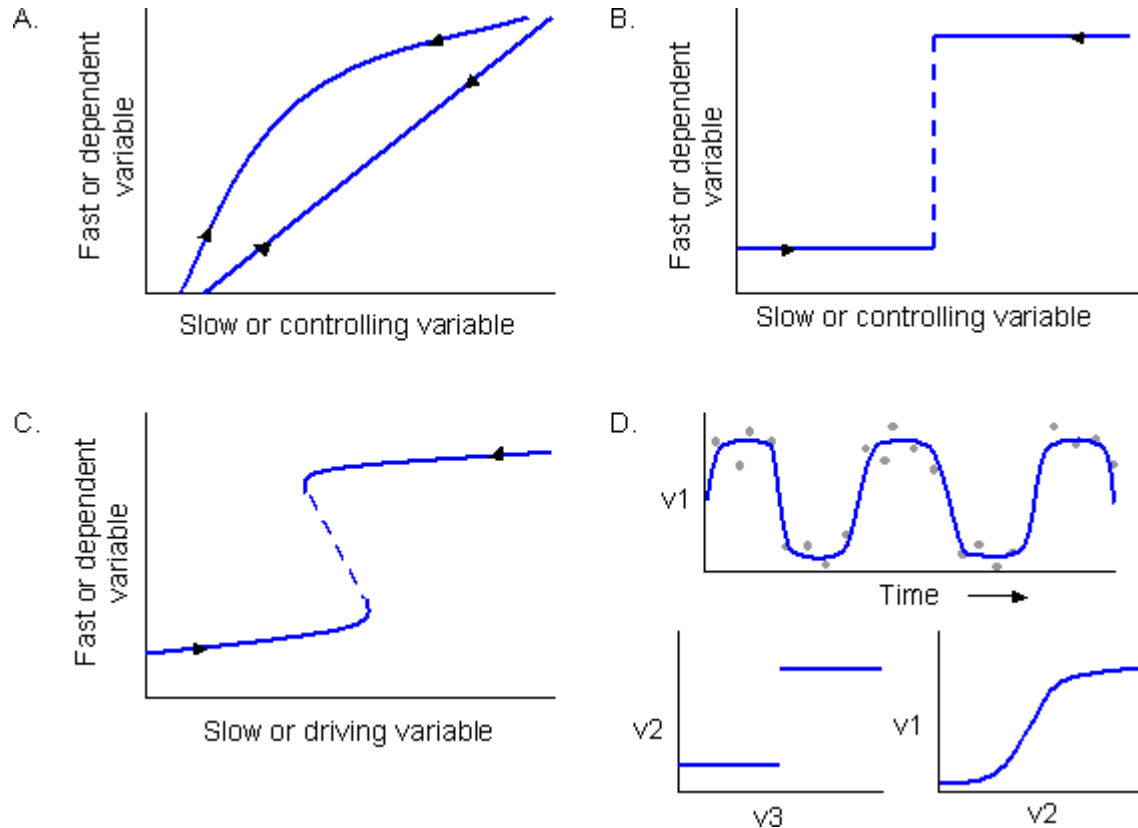 A.
Fast or dependent
variable
Slow or controlling variable
B.
Fast or dependent
variable
Slow or controlling variable
C.
Fast or dependent
variable
Slow or driving variable
D.
v1
Time
v2
v3
v1
v2